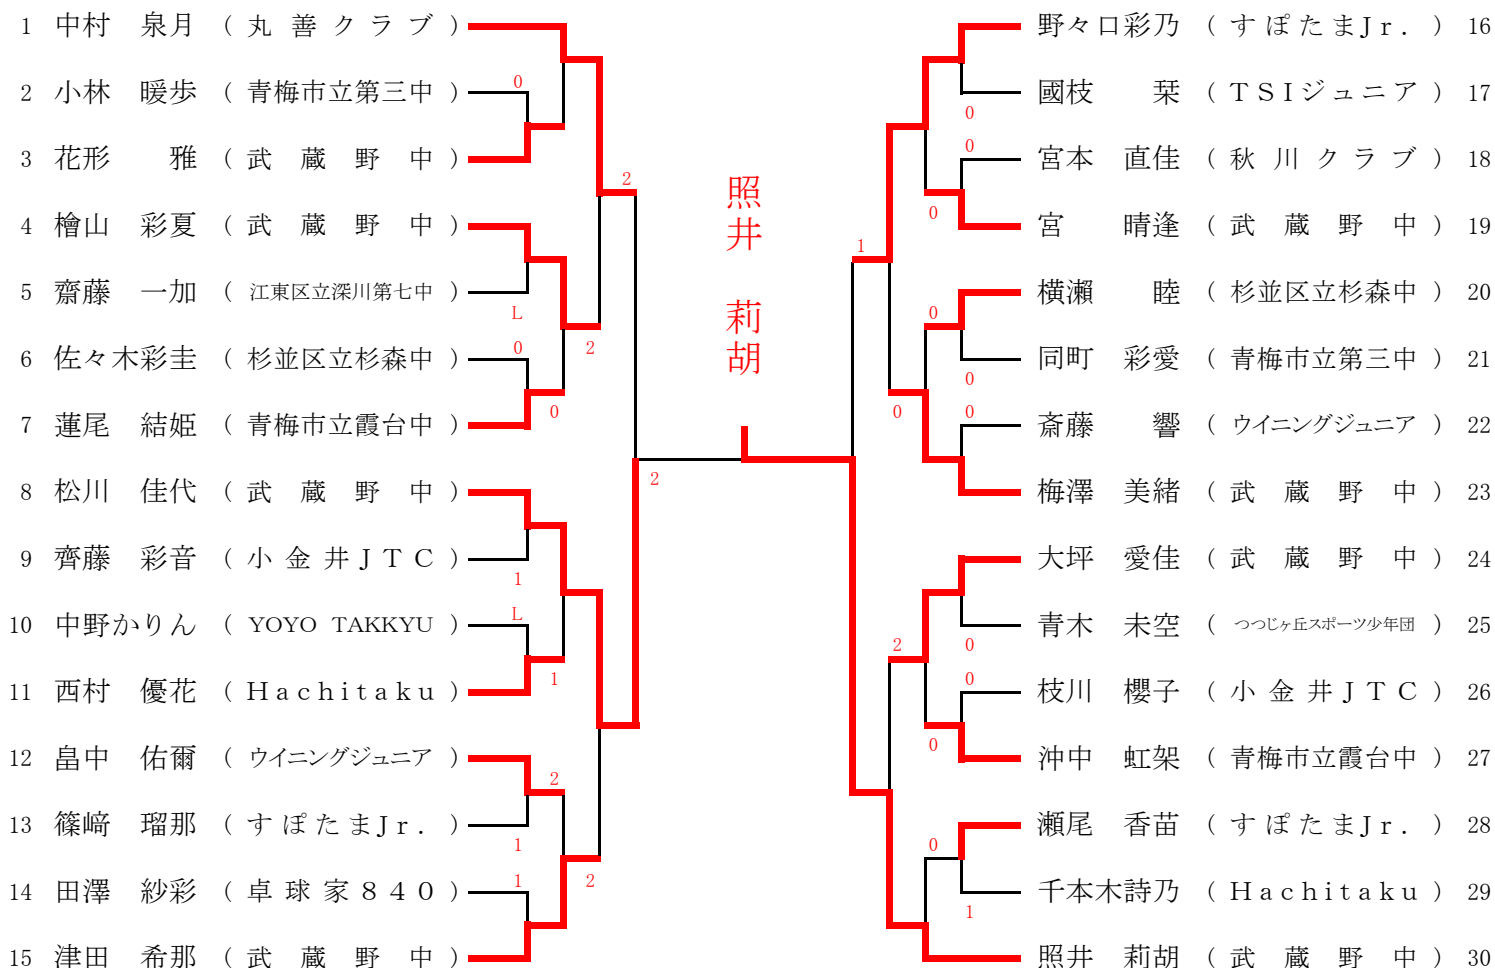 1 中村 泉月 ( 丸 善 ク ラ ブ )
2 小林 暖歩 ( 青梅市立第三中 )
3 花形 雅 ( 武 蔵 野 中 )
4 檜山 彩夏 ( 武 蔵 野 中 )
5 齋藤 一加 ( 江東区立深川第七中 )
6 佐々木彩圭 ( 杉並区立杉森中 )
7 蓮尾 結姫 ( 青梅市立霞台中 )
8 松川 佳代 ( 武 蔵 野 中 )
9 齊藤 彩音 ( 小 金 井 J T C )
10 中野かりん ( YOYO TAKKYU )
11 西村 優花 ( Hachitaku )
12 畠中 佑爾 ( ウイニングジュニア )
13 篠﨑 瑠那 ( す ぽ た ま J r . )
14 田澤 紗彩 ( 卓 球 家 8 4 0 )
15 津田 希那 ( 武 蔵 野 中 )
0
L
0
0
2
2
1
L
1
2
1
1
2
2
照井 莉胡
1
0
0
0
0
0
0
0
0
2
0
0
0
1
野々口彩乃 ( す ぽ た ま J r . ) 16
國枝 栞 ( T S I ジュニア ) 17
宮本 直佳 ( 秋 川 ク ラ ブ ) 18
宮 晴逢 ( 武 蔵 野 中 ) 19
横瀬 睦 ( 杉並区立杉森中 ) 20
同町 彩愛 ( 青梅市立第三中 ) 21
斎藤 響 ( ウイニングジュニア ) 22
梅澤 美緒 ( 武 蔵 野 中 ) 23
大坪 愛佳 ( 武 蔵 野 中 ) 24
青木 未空 ( つつじヶ丘スポーツ少年団 ) 25
枝川 櫻子 ( 小 金 井 J T C ) 26
沖中 虹架 ( 青梅市立霞台中 ) 27
瀬尾 香苗 ( す ぽ た ま J r . ) 28
千本木詩乃 ( Hachitaku ) 29
照井 莉胡 ( 武 蔵 野 中 ) 30